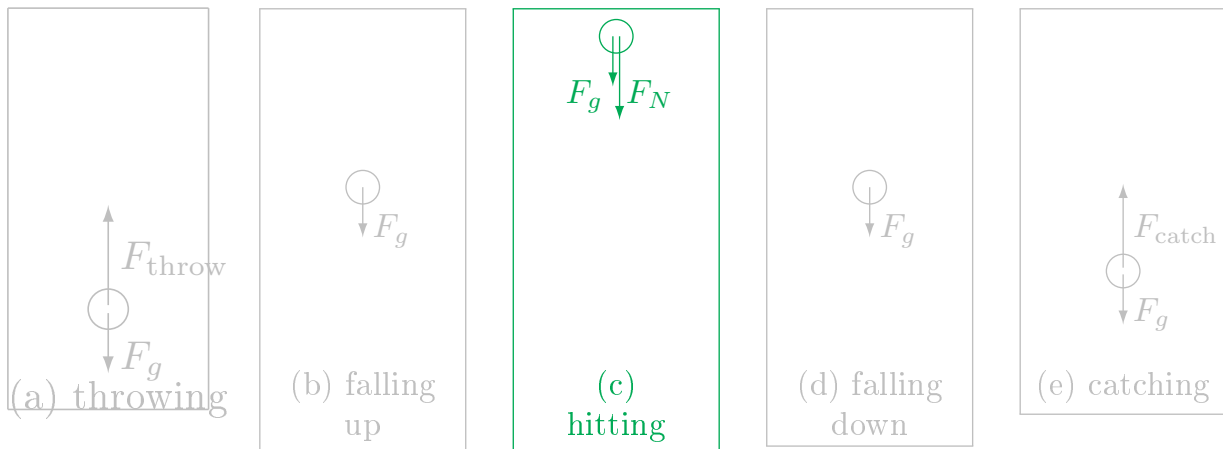 F_throw
F_g
(a) throwing
F_g
(b) falling
up
F_g F_N
(c)
hitting
F_g
(d) falling
down
F_catch
F_g
(e) catching